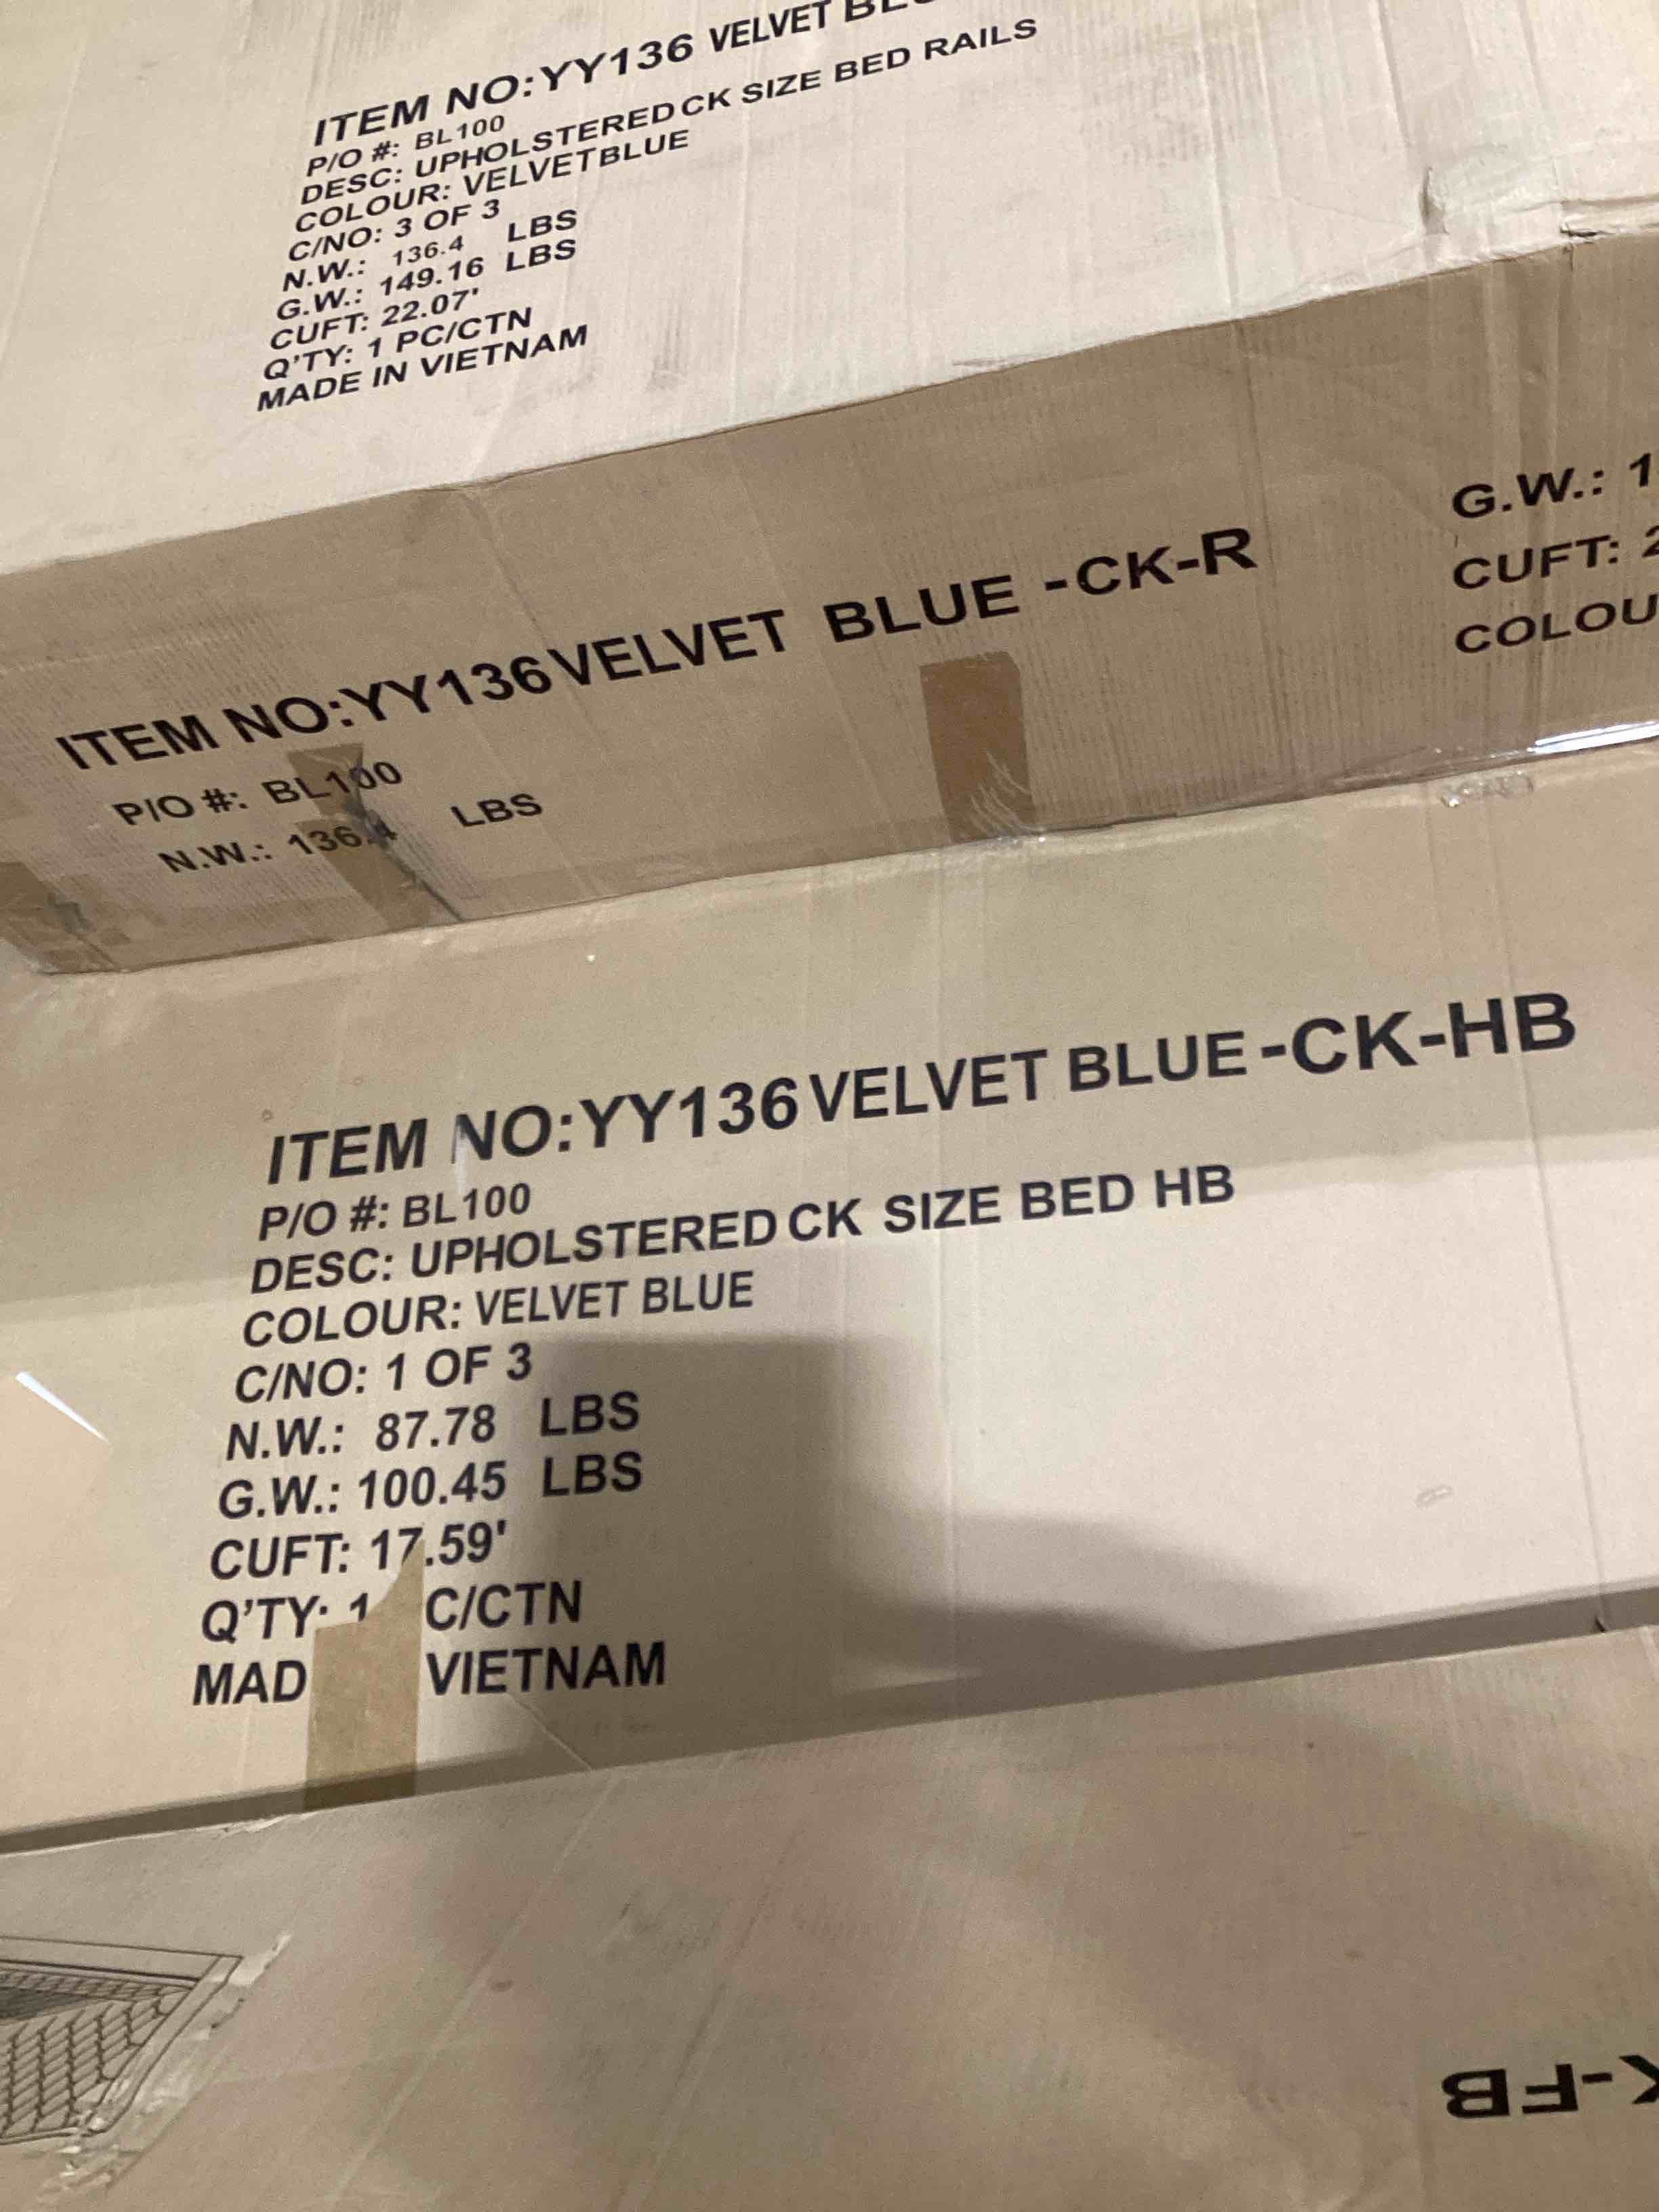 ITEM NO:YY136 VELVET
P/O #: BL100
DESC: UPHOLSTERED CK SIZE BED RAILS
COLOUR: VELVET BLUE
C/NO: 3 OF 3
N.W.: 136.4 LBS
G.W.: 149.16 LBS
CUFT: 22.07'
Q'TY: 1 PC/CTN
MADE IN VIETNAM
ITEM NO:YY136 VELVET BLUE -CK-R
P/O #: BL100
N.W.: 136.4 LBS
G.W.: 1
CUFT: 2
COLOU
ITEM NO:YY136 VELVET BLUE -CK-HB
P/O #: BL100
DESC: UPHOLSTERED CK SIZE BED HB
COLOUR: VELVET BLUE
C/NO: 1 OF 3
N.W.: 87.78 LBS
G.W.: 100.45 LBS
CUFT: 17.59'
Q'TY: 1 C/CTN
MAD VIETNAM
K-FB